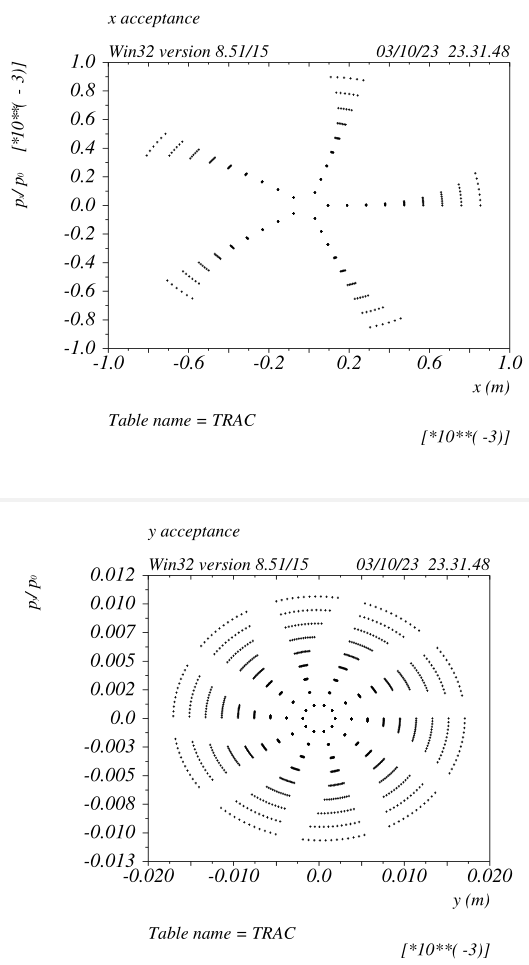 x acceptance
Win32 version 8.51/15 03/10/23 23.31.48
pₓ/ p₀ [*10**( - 3)]
1.0
0.8
0.6
0.4
0.2
0.0
-0.2
-0.4
-0.6
-0.8
-1.0
-1.0 -0.6 -0.2 0.2 0.6 1.0
x (m)
Table name = TRAC
[*10**( -3)]
y acceptance
Win32 version 8.51/15 03/10/23 23.31.48
p / p₀
0.012
0.010
0.007
0.005
0.002
0.0
-0.003
-0.005
-0.008
-0.010
-0.013
-0.020 -0.010 0.0 0.010 0.020
y (m)
Table name = TRAC
[*10**( -3)]